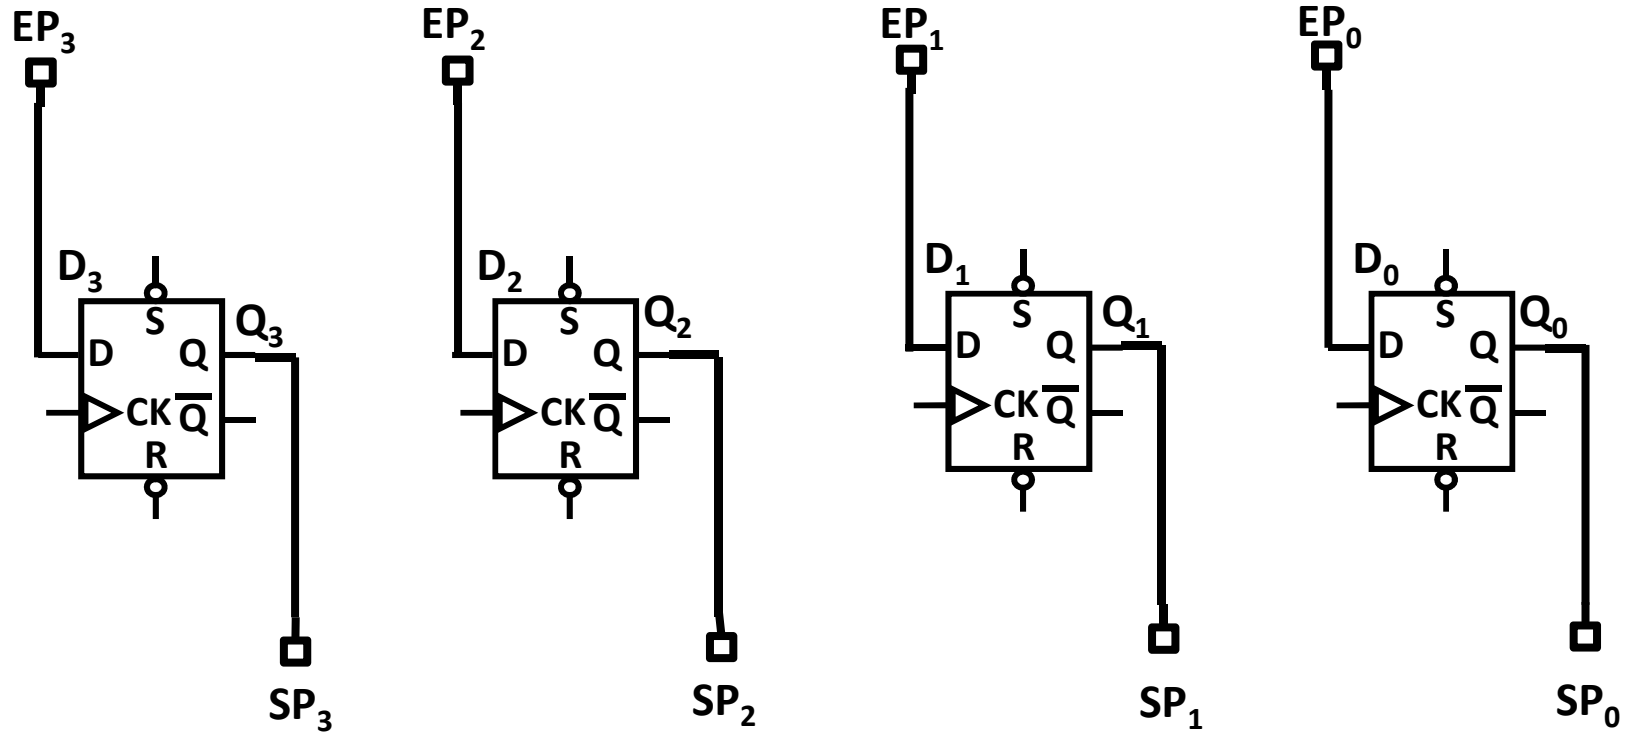 EP₃ EP₂ EP₁ EP₀
D₃ D₂ D₁ D₀
S Q₃ S Q₂ S Q₁ S Q₀
D Q D Q D Q D Q
CK Q̅ CK Q̅ CK Q̅ CK Q̅
R R R R
SP₃ SP₂ SP₁ SP₀